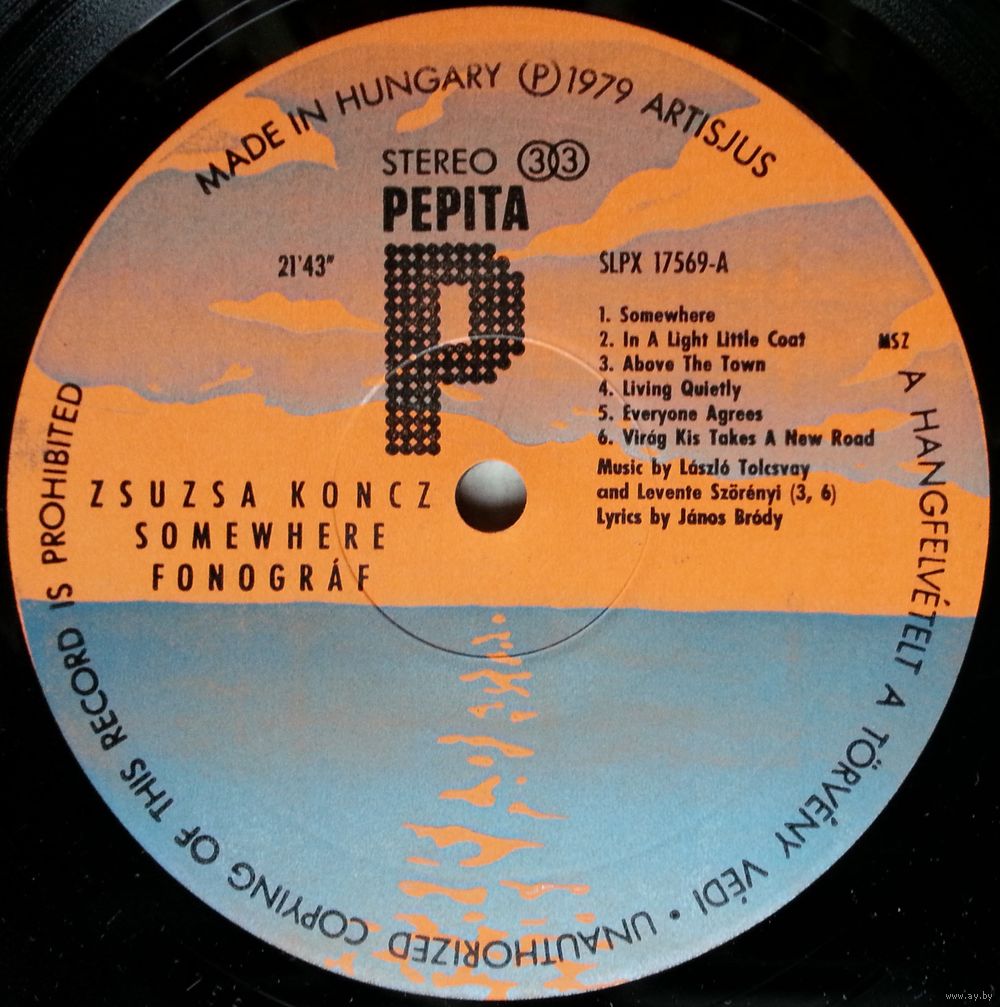 MADE IN HUNGARY (P) 1979 ARTISJUS
STEREO 33
PEPITA
P
21'43"
SLPX 17569-A
1. Somewhere
2. In A Light Little Coat
3. Above The Town
4. Living Quietly
5. Everyone Agrees
6. Virág Kis Takes A New Road
MSZ
Music by László Tolcsvay
and Levente Szörényi (3, 6)
Lyrics by János Bródy
ZSUZSA KONCZ
SOMEWHERE
FONOGRÁF
A HANGFELVÉTELT A TÖRVÉNY VÉDI • UNAUTHORIZED COPYING OF THIS RECORD IS PROHIBITED
www.ay.by